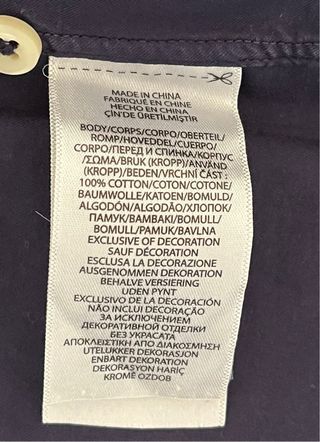 MADE IN CHINA
FABRIQUÉ EN CHINE
HECHO EN CHINA
ÇİN'DE ÜRETİLMİŞTİR
BODY/CORPS/CORPO/OBERTEIL/
ROMP/HOVEDDEL/CUERPO/
CORPO/ПЕРЕД И СПИНКА/КОРПУС
/ΣΩΜΑ/BRUK (KROPP)/ANVÄND
(KROPP)/BEDEN/VRCHNÍ ČÁST :
100% COTTON/COTON/COTONE/
BAUMWOLLE/KATOEN/BOMULD/
ALGODÓN/ALGODÃO/ХЛОПОК/
ПАМУК/ΒΑΜΒΑΚΙ/BOMULL/
BOMULL/PAMUK/BAVLNA
EXCLUSIVE OF DECORATION
SAUF DÉCORATION
ESCLUSA LA DECORAZIONE
AUSGENOMMEN DEKORATION
BEHALVE VERSIERING
UDEN PYNT
EXCLUSIVO DE LA DECORACIÓN
NÃO INCLUI DECORAÇÃO
ЗА ИСКЛЮЧЕНИЕМ
ДЕКОРАТИВНОЙ ОТДЕЛКИ
БЕЗ УКРАСАТА
ΑΠΟΚΛΕΙΣΤΙΚΗ ΑΠΟ ΔΙΑΚΟΣΜΗΣΗ
UTELUKKER DEKORASJON
ENBART DEKORATION
DEKORASYON HARİÇ
KROMĚ OZDOB